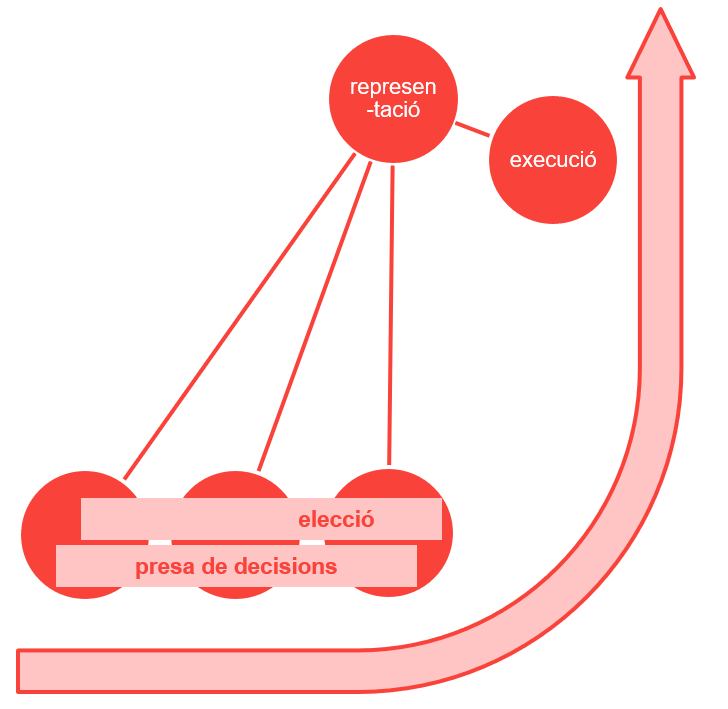 represen
-tació
execució
elecció
presa de decisions